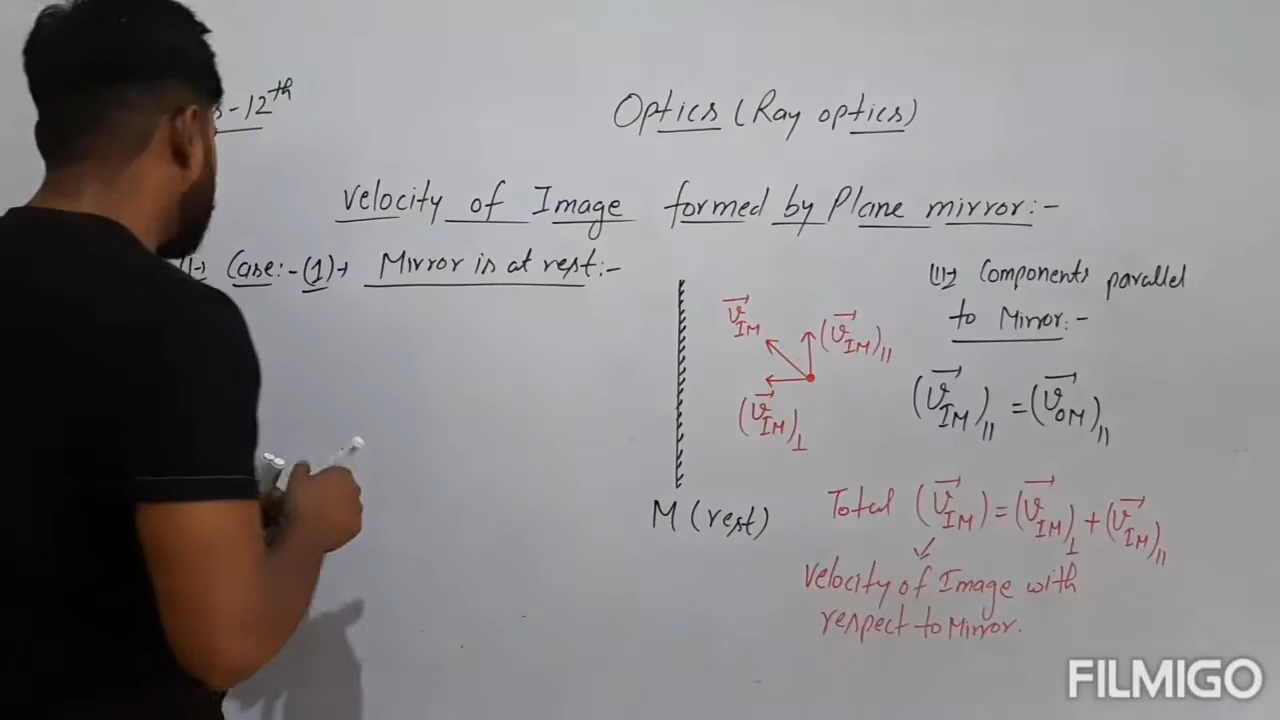 - 12th
Optics (Ray optics)
Velocity of Image formed by Plane mirror:-
Case:-(1)→ Mirror is at rest:-
(ii)→ Components parallel
to Mirror:-
V⃗IM
(V⃗IM)||
(V⃗IM)⊥
(V⃗IM)|| = (V⃗OM)||
M (rest)
Total (V⃗IM) = (V⃗IM)⊥ + (V⃗IM)||
Velocity of Image with
respect to Mirror.
FILMIGO